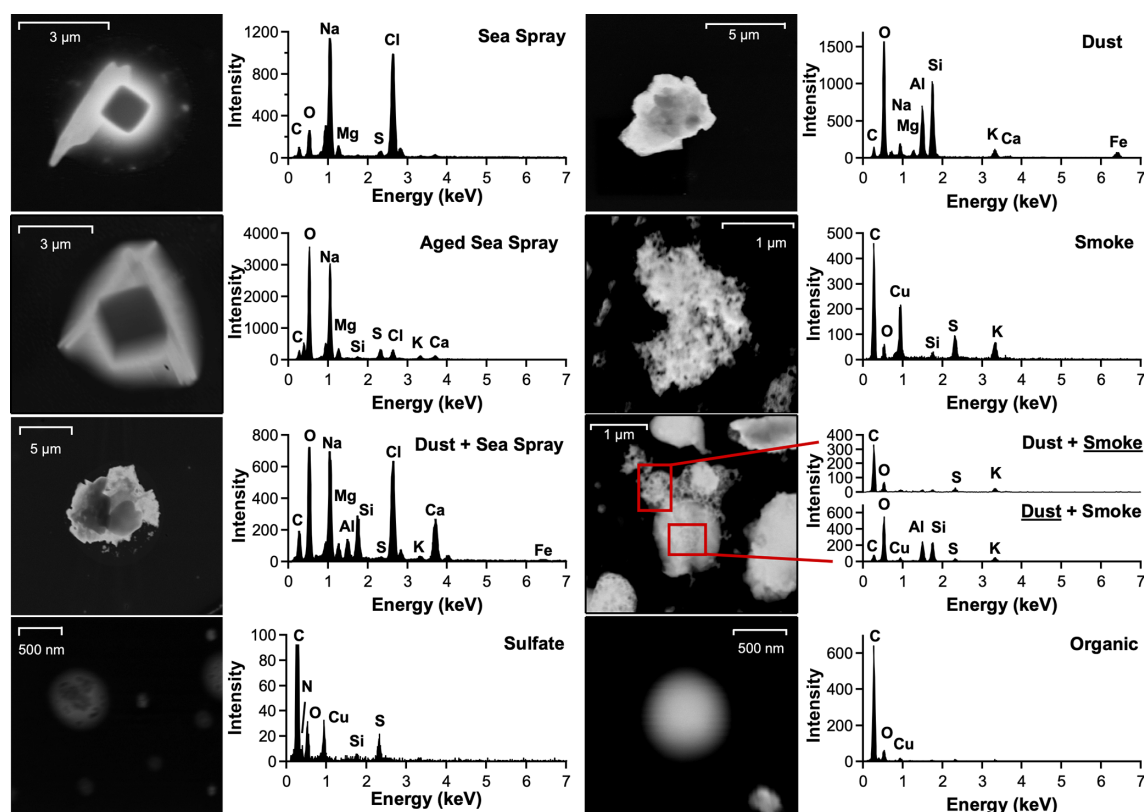 3 µm
Sea Spray
Intensity
1200
800
400
0
C
O
Na
Mg
S
Cl
0 1 2 3 4 5 6 7
Energy (keV)
5 µm
Dust
Intensity
1500
1000
500
0
C
O
Na
Mg
Al
Si
K
Ca
Fe
0 1 2 3 4 5 6 7
Energy (keV)
3 µm
Aged Sea Spray
Intensity
4000
3000
2000
1000
0
C
O
Na
Mg
Si
S
Cl
K
Ca
0 1 2 3 4 5 6 7
Energy (keV)
1 µm
Smoke
Intensity
500
400
300
200
100
0
C
O
Cu
Si
S
K
0 1 2 3 4 5 6 7
Energy (keV)
5 µm
Dust + Sea Spray
Intensity
800
600
400
200
0
C
O
Na
Mg
Al
Si
S
Cl
K
Ca
Fe
0 1 2 3 4 5 6 7
Energy (keV)
1 µm
Dust + Smoke
400
300
200
100
0
C
O
S
K
Dust + Smoke
600
400
200
0
C
O
Cu
Al
Si
S
K
0 1 2 3 4 5 6 7
Energy (keV)
500 nm
Sulfate
Intensity
100
80
60
40
20
0
C
N
O
Cu
Si
S
0 1 2 3 4 5 6 7
Energy (keV)
500 nm
Organic
Intensity
600
400
200
0
C
O
Cu
0 1 2 3 4 5 6 7
Energy (keV)